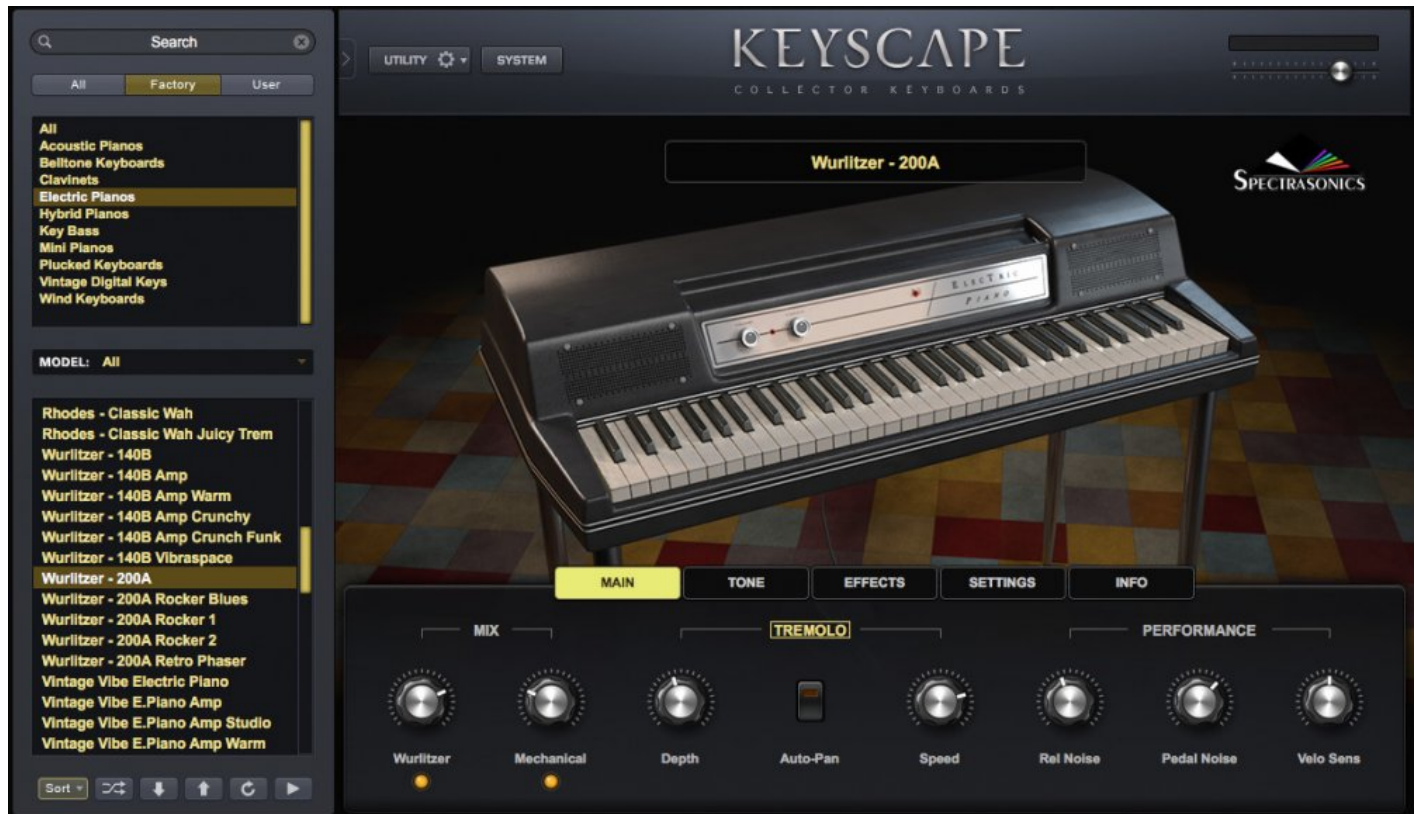 Search
All
Factory
User
All
Acoustic Pianos
Belltone Keyboards
Clavinets
Electric Pianos
Hybrid Pianos
Key Bass
Mini Pianos
Plucked Keyboards
Vintage Digital Keys
Wind Keyboards
MODEL: All
Rhodes - Classic Wah
Rhodes - Classic Wah Juicy Trem
Wurlitzer - 140B
Wurlitzer - 140B Amp
Wurlitzer - 140B Amp Warm
Wurlitzer - 140B Amp Crunchy
Wurlitzer - 140B Amp Crunch Funk
Wurlitzer - 140B Vibraspace
Wurlitzer - 200A
Wurlitzer - 200A Rocker Blues
Wurlitzer - 200A Rocker 1
Wurlitzer - 200A Rocker 2
Wurlitzer - 200A Retro Phaser
Vintage Vibe Electric Piano
Vintage Vibe E.Piano Amp
Vintage Vibe E.Piano Amp Studio
Vintage Vibe E.Piano Amp Warm
Sort
UTILITY
SYSTEM
KEYSCAPE
COLLECTOR KEYBOARDS
Wurlitzer - 200A
SPECTRASONICS
ELECTRIC
PIANO
MAIN
TONE
EFFECTS
SETTINGS
INFO
MIX
TREMOLO
PERFORMANCE
Wurlitzer
Mechanical
Depth
Auto-Pan
Speed
Rel Noise
Pedal Noise
Velo Sens